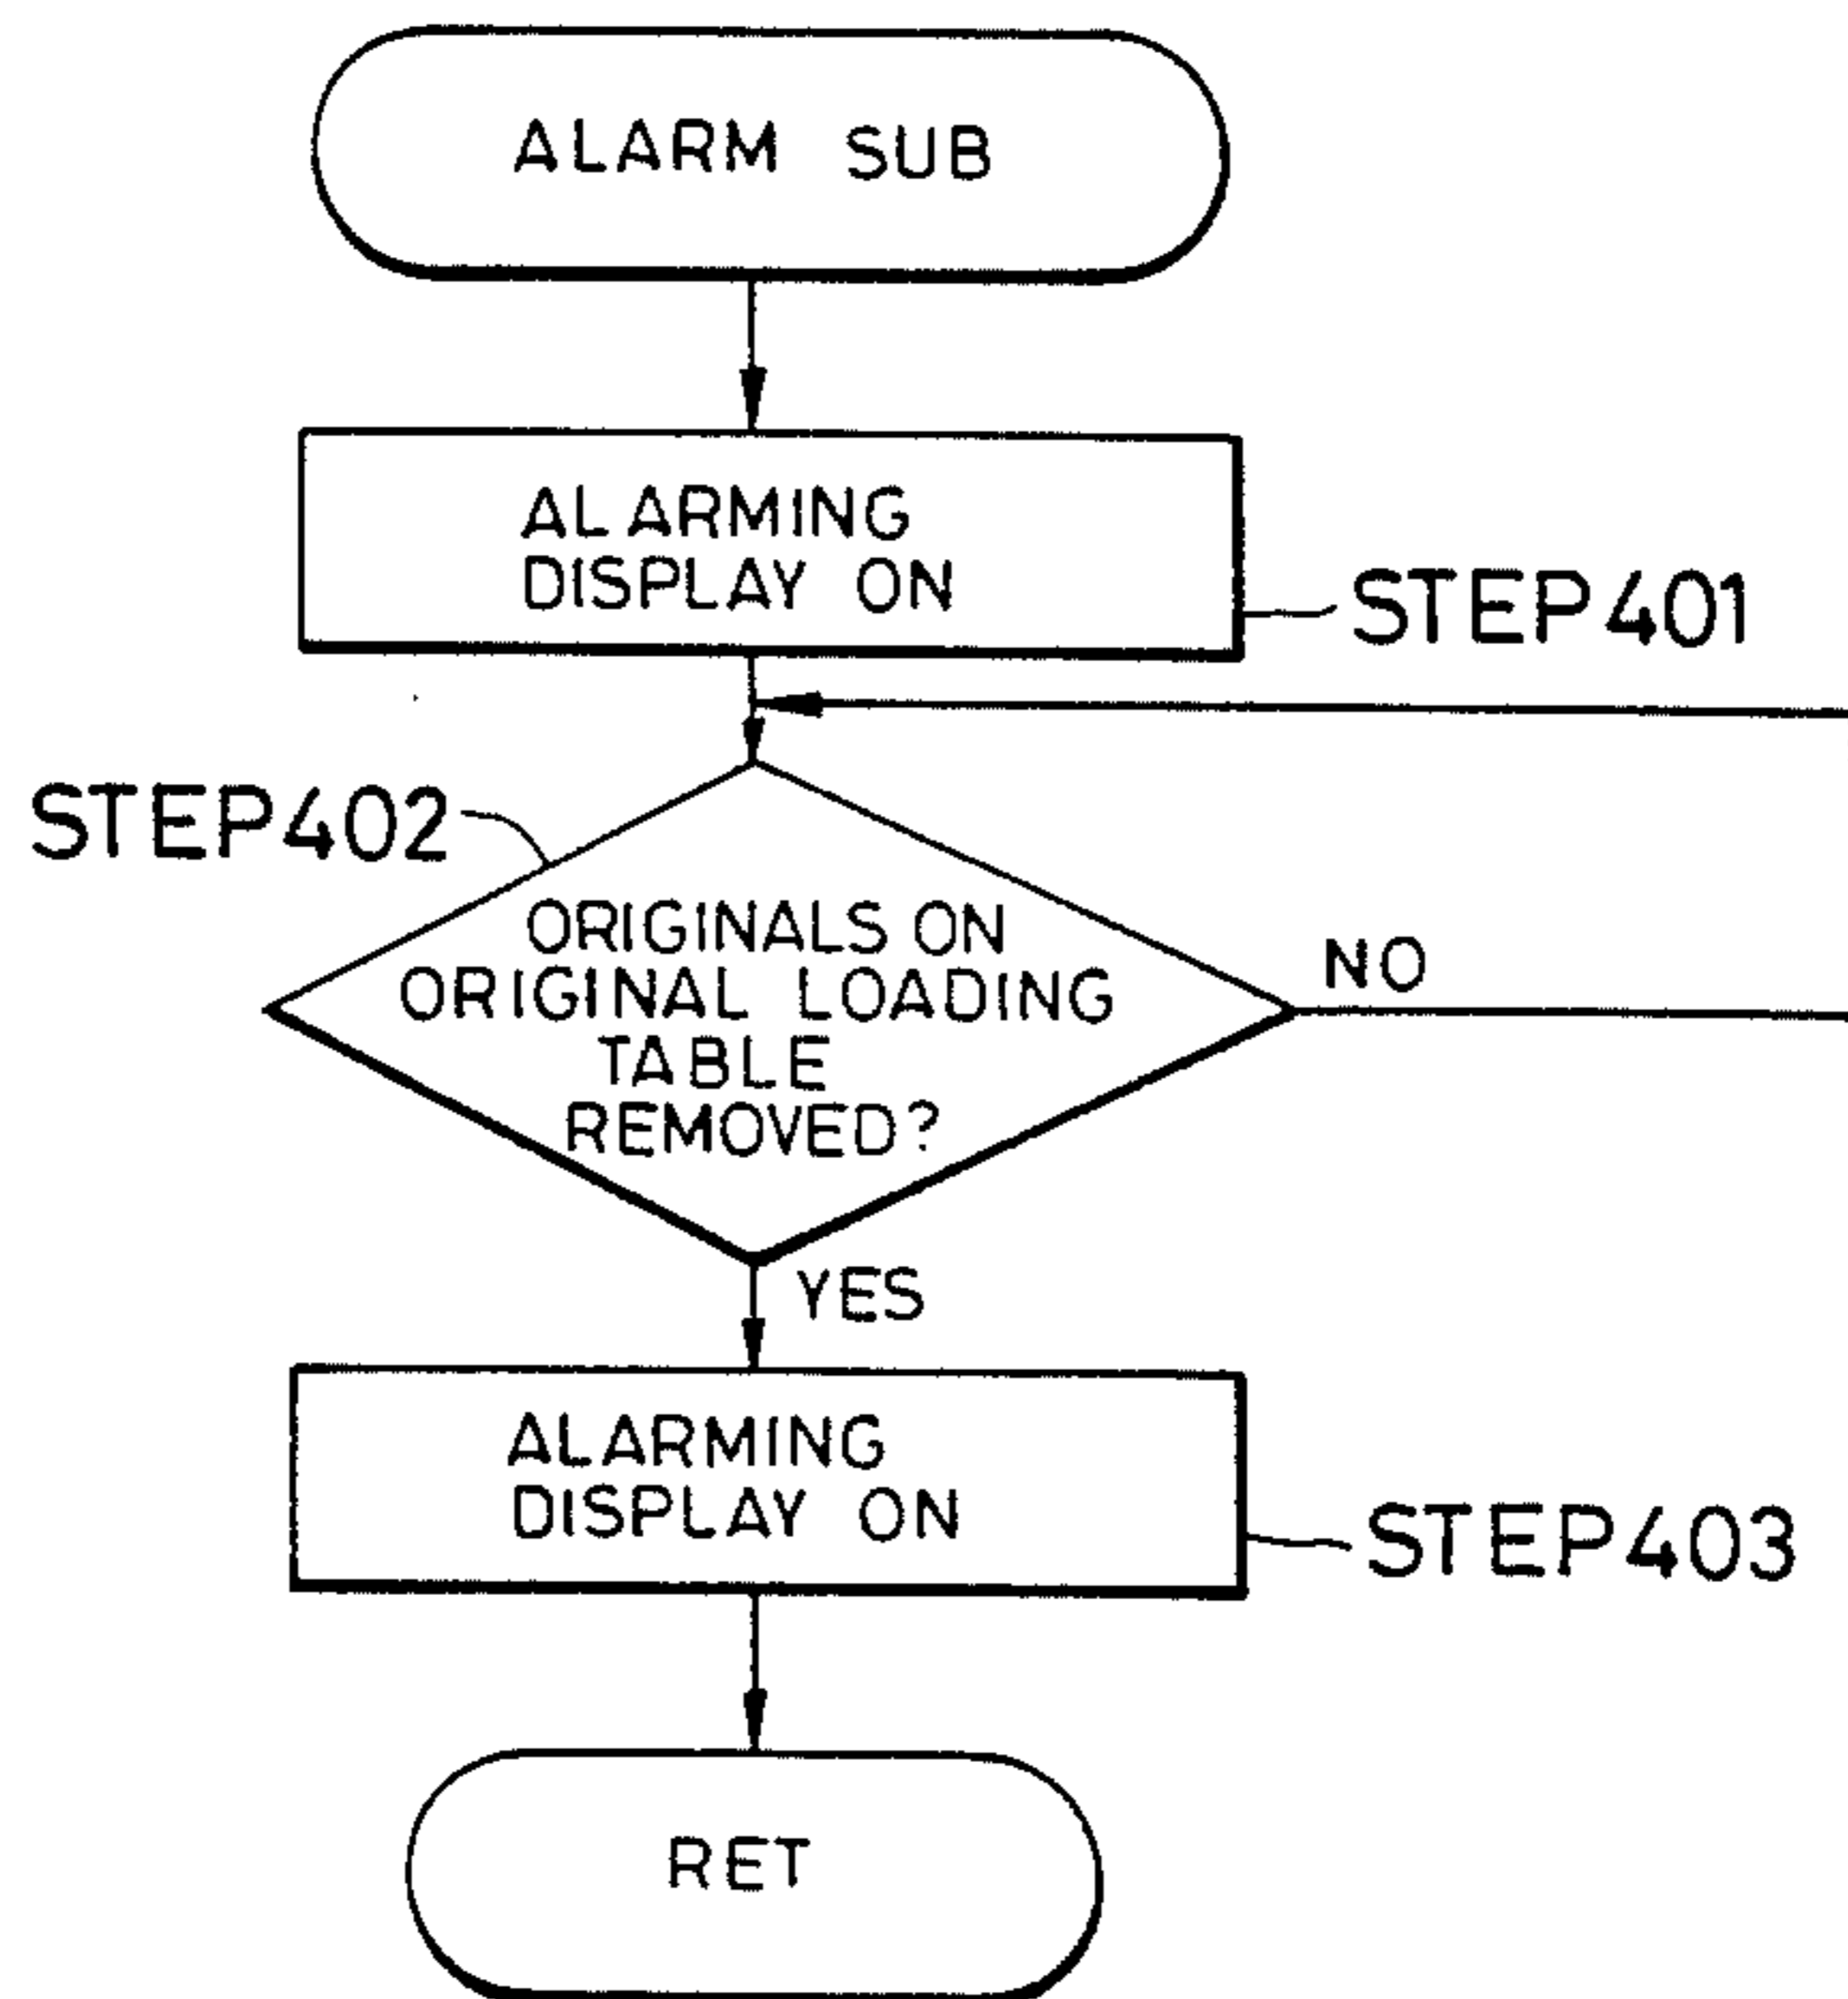 ALARM SUB
ALARMING
DISPLAY ON
STEP401
STEP402
ORIGINALS ON
ORIGINAL LOADING
TABLE
REMOVED?
NO
YES
ALARMING
DISPLAY ON
STEP403
RET